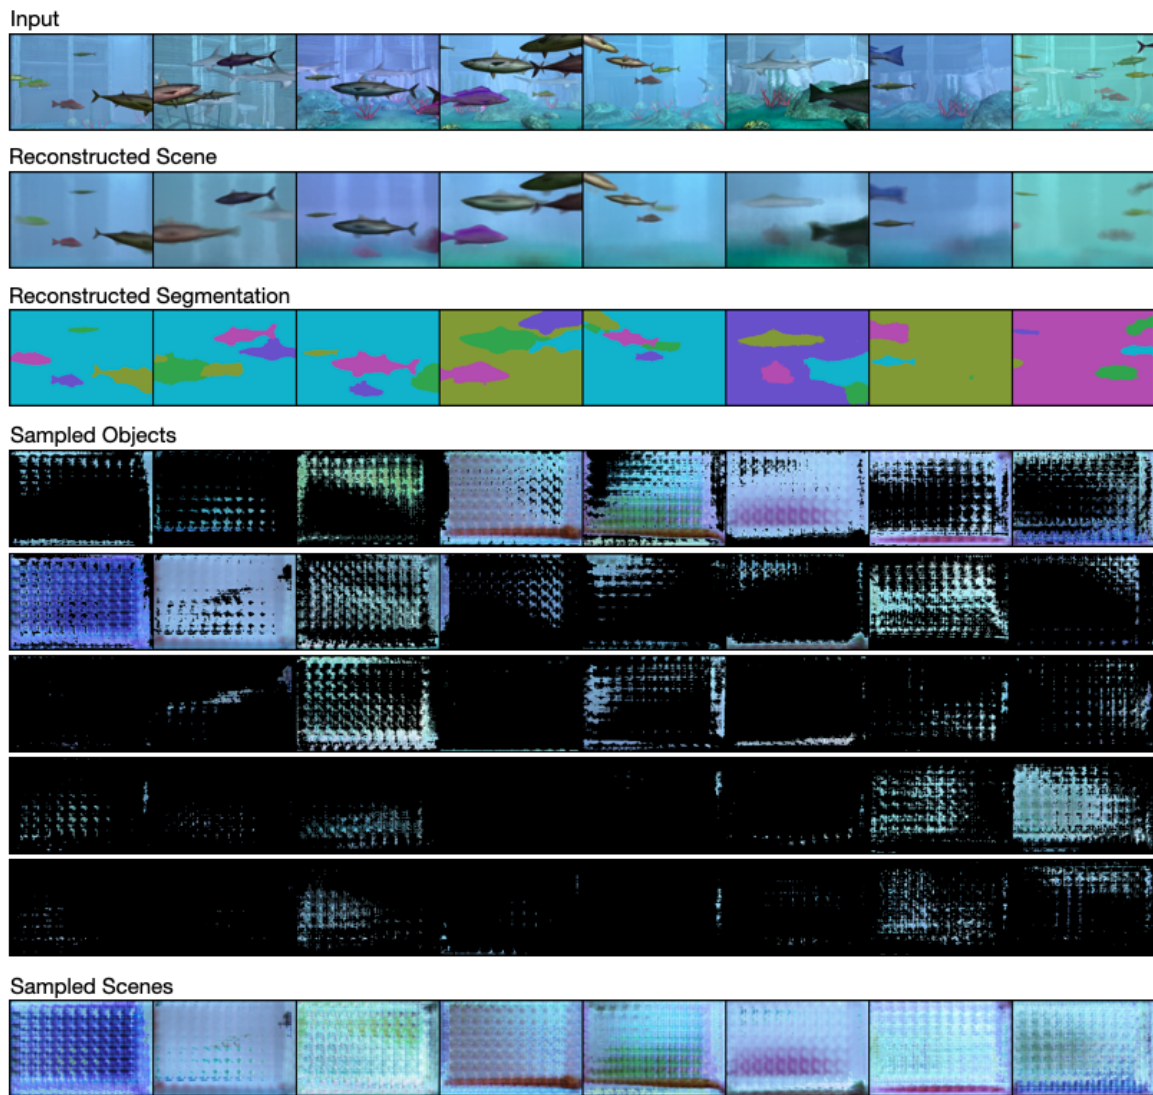 Input
Reconstructed Scene
Reconstructed Segmentation
Sampled Objects
Sampled Scenes